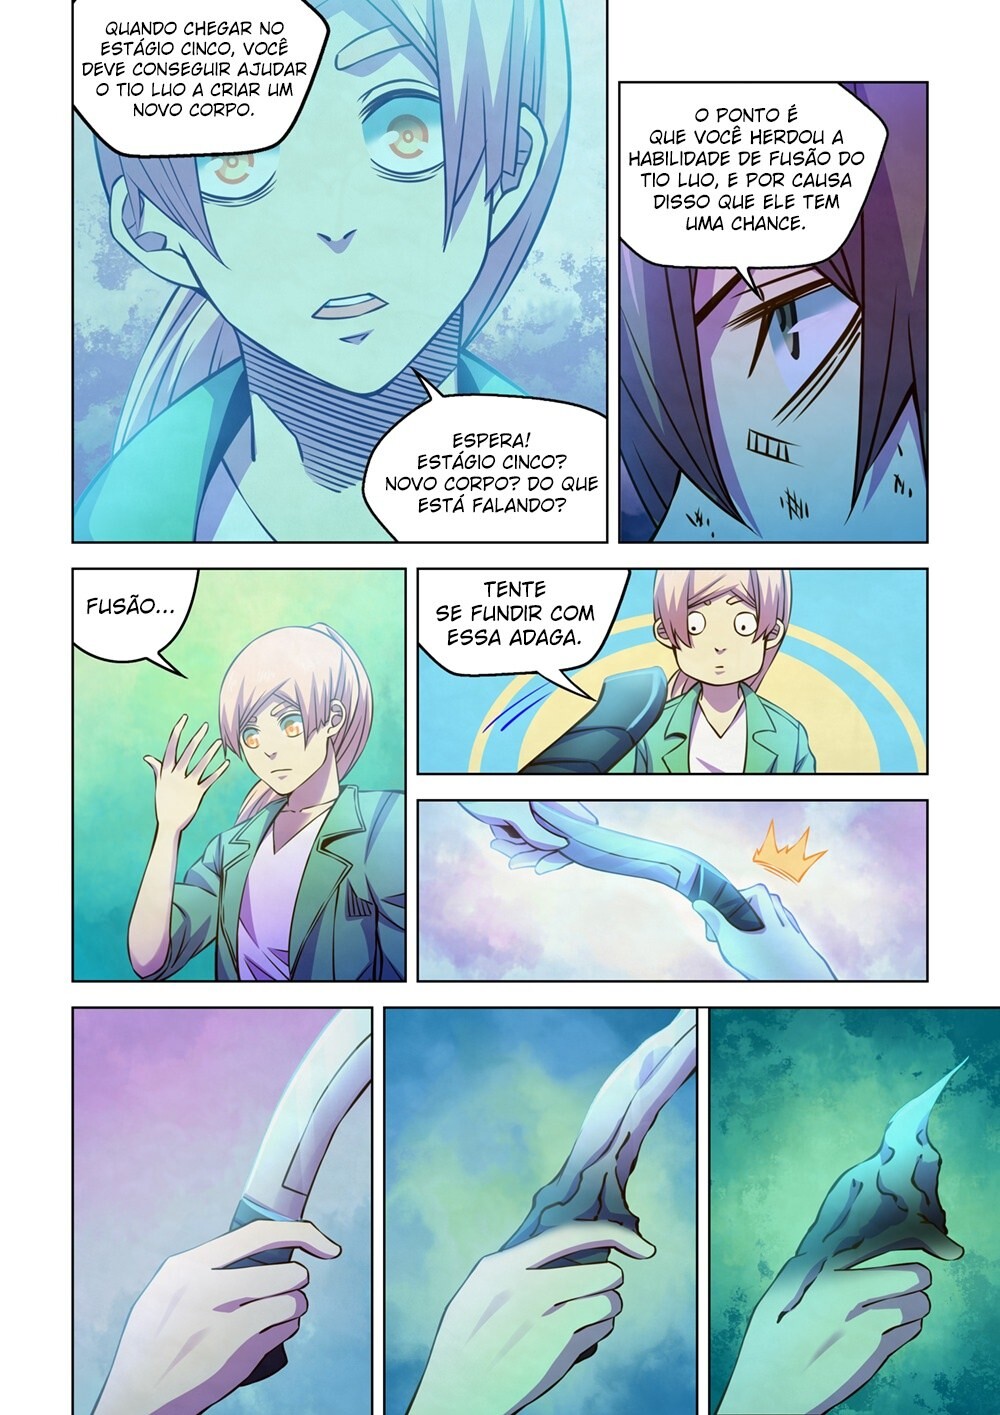 QUANDO CHEGAR NO
ESTÁGIO CINCO, VOCÊ
DEVE CONSEGUIR AJUDAR
O TIO LUO A CRIAR UM
NOVO CORPO.
ESPERA!
ESTÁGIO CINCO?
NOVO CORPO? DO QUE
ESTÁ FALANDO?
O PONTO É
QUE VOCÊ HERDOU A
HABILIDADE DE FUSÃO DO
TIO LUO, E POR CAUSA
DISSO QUE ELE TEM
UMA CHANCE.
FUSÃO...
TENTE
SE FUNDIR COM
ESSA ADAGA.